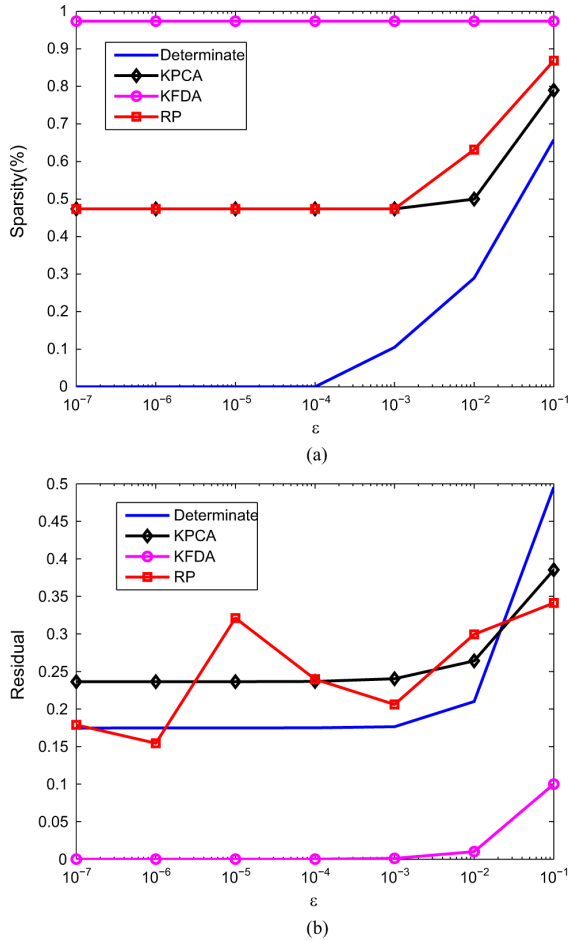 1
0.9
0.8
0.7
0.6
0.5
0.4
0.3
0.2
0.1
0
Sparsity(%)
Determinate
KPCA
KFDA
RP
10^-7 10^-6 10^-5 10^-4 10^-3 10^-2 10^-1
ε
(a)
0.5
0.45
0.4
0.35
0.3
0.25
0.2
0.15
0.1
0.05
0
Residual
Determinate
KPCA
KFDA
RP
10^-7 10^-6 10^-5 10^-4 10^-3 10^-2 10^-1
ε
(b)